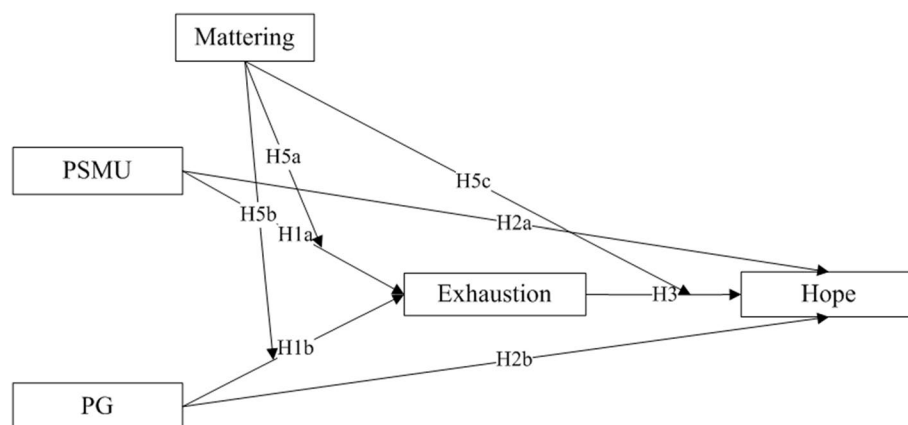 Mattering
H5a
PSMU
H5c
H5b
H2a
H1a
Exhaustion
H3
Hope
H1b
H2b
PG